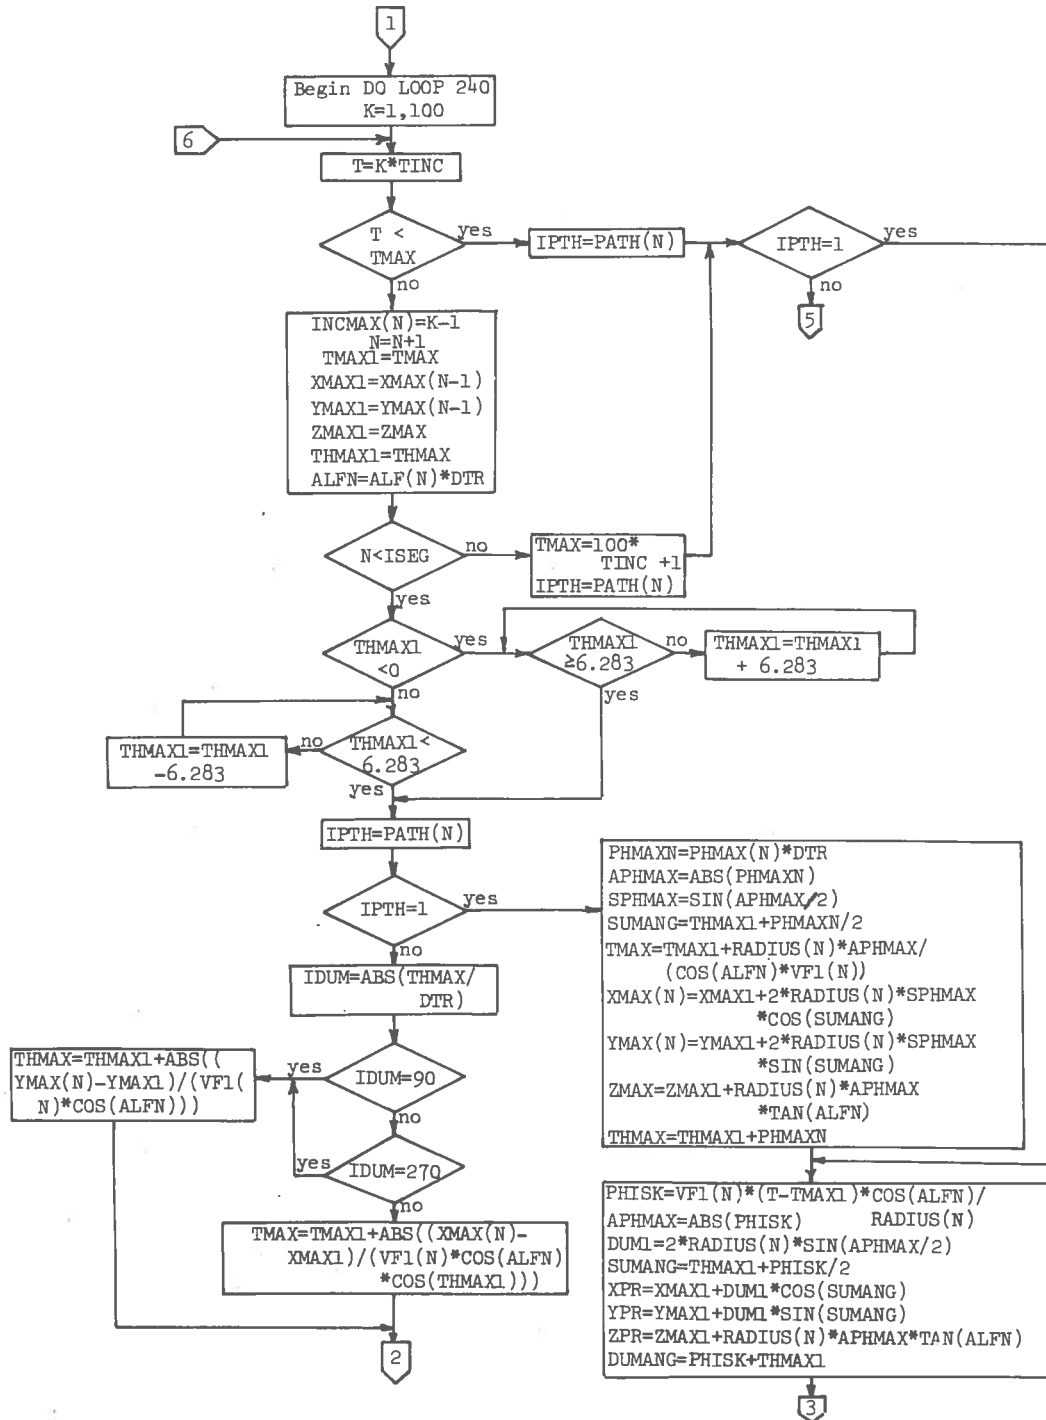 1
Begin DO LOOP 240
K=1,100
6
T=K*TINC
T <
TMAX
yes
no
IPTH=PATH(N)
IPTH=1
yes
no
5
INCMAX(N)=K-1
N=N+1
TMAX1=TMAX
XMAX1=XMAX(N-1)
YMAX1=YMAX(N-1)
ZMAX1=ZMAX
THMAX1=THMAX
ALFN=ALF(N)*DTR
N<ISEG
no
yes
TMAX=100*
TINC +1
IPTH=PATH(N)
THMAX1
<0
yes
no
THMAX1
≥6.283
no
yes
THMAX1=THMAX1
+ 6.283
THMAX1<
6.283
no
yes
THMAX1=THMAX1
-6.283
IPTH=PATH(N)
IPTH=1
yes
no
PHMAXN=PHMAX(N)*DTR
APHMAX=ABS(PHMAXN)
SPHMAX=SIN(APHMAX/2)
SUMANG=THMAX1+PHMAXN/2
TMAX=TMAX1+RADIUS(N)*APHMAX/
(COS(ALFN)*VF1(N))
XMAX(N)=XMAX1+2*RADIUS(N)*SPHMAX
*COS(SUMANG)
YMAX(N)=YMAX1+2*RADIUS(N)*SPHMAX
*SIN(SUMANG)
ZMAX=ZMAX1+RADIUS(N)*APHMAX
*TAN(ALFN)
THMAX=THMAX1+PHMAXN
IDUM=ABS(THMAX/
DTR)
IDUM=90
yes
no
THMAX=THMAX1+ABS((
YMAX(N)-YMAX1)/(VF1(
N)*COS(ALFN)))
IDUM=270
yes
no
TMAX=TMAX1+ABS((XMAX(N)-
XMAX1)/(VF1(N)*COS(ALFN)
*COS(THMAX1)))
2
PHISK=VF1(N)*(T-TMAX1)*COS(ALFN)/
RADIUS(N)
APHMAX=ABS(PHISK)
DUM1=2*RADIUS(N)*SIN(APHMAX/2)
SUMANG=THMAX1+PHISK/2
XPR=XMAX1+DUM1*COS(SUMANG)
YPR=YMAX1+DUM1*SIN(SUMANG)
ZPR=ZMAX1+RADIUS(N)*APHMAX*TAN(ALFN)
DUMANG=PHISK+THMAX1
3